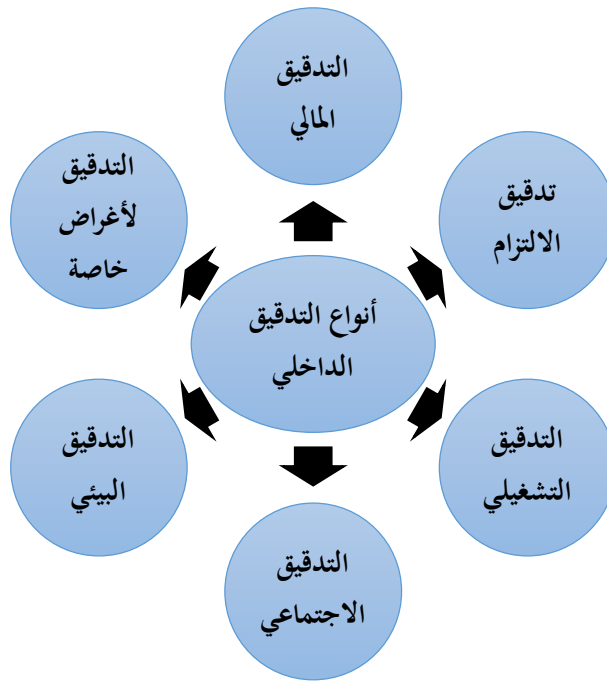 التدقيق
المالي
تدقيق
الالتزام
التدقيق
لأغراض
خاصة
أنواع التدقيق
الداخلي
التدقيق
التشغيلي
التدقيق
البيئي
التدقيق
الاجتماعي